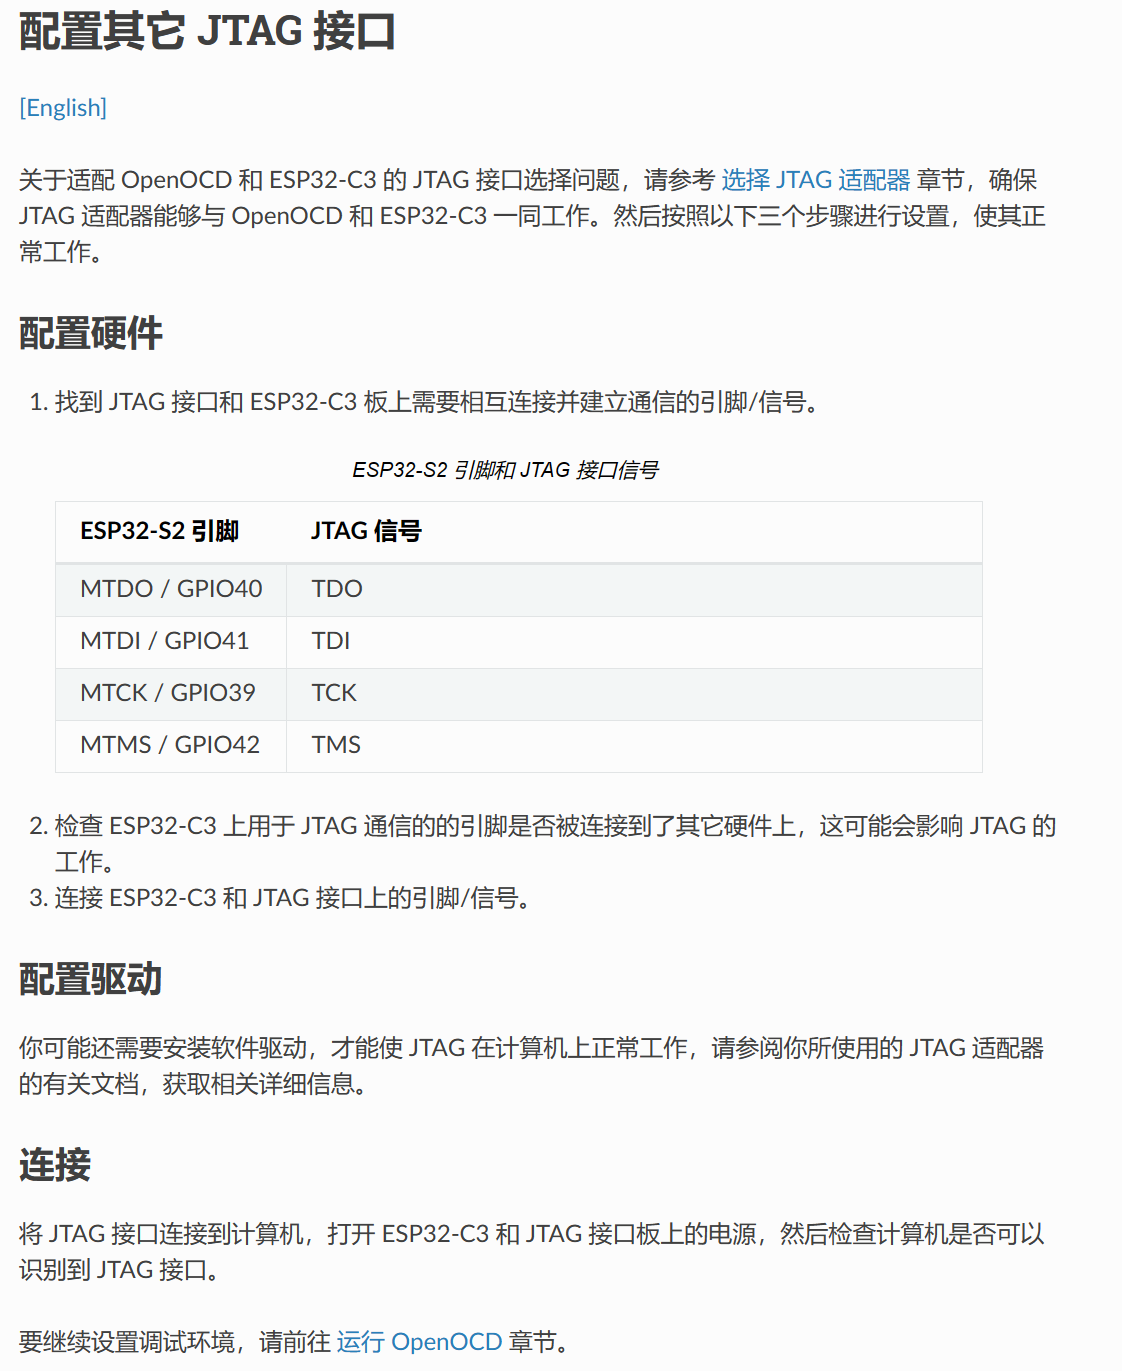 配置其它 JTAG 接口
[English]
关于适配 OpenOCD 和 ESP32-C3 的 JTAG 接口选择问题，请参考 选择 JTAG 适配器 章节，确保
JTAG 适配器能够与 OpenOCD 和 ESP32-C3 一同工作。然后按照以下三个步骤进行设置，使其正
常工作。
配置硬件
1. 找到 JTAG 接口和 ESP32-C3 板上需要相互连接并建立通信的引脚/信号。
ESP32-S2 引脚和 JTAG 接口信号
ESP32-S2 引脚 JTAG 信号
MTDO / GPIO40 TDO
MTDI / GPIO41 TDI
MTCK / GPIO39 TCK
MTMS / GPIO42 TMS
2. 检查 ESP32-C3 上用于 JTAG 通信的的引脚是否被连接到了其它硬件上，这可能会影响 JTAG 的
工作。
3. 连接 ESP32-C3 和 JTAG 接口上的引脚/信号。
配置驱动
你可能还需要安装软件驱动，才能使 JTAG 在计算机上正常工作，请参阅你所使用的 JTAG 适配器
的有关文档，获取相关详细信息。
连接
将 JTAG 接口连接到计算机，打开 ESP32-C3 和 JTAG 接口板上的电源，然后检查计算机是否可以
识别到 JTAG 接口。
要继续设置调试环境，请前往 运行 OpenOCD 章节。